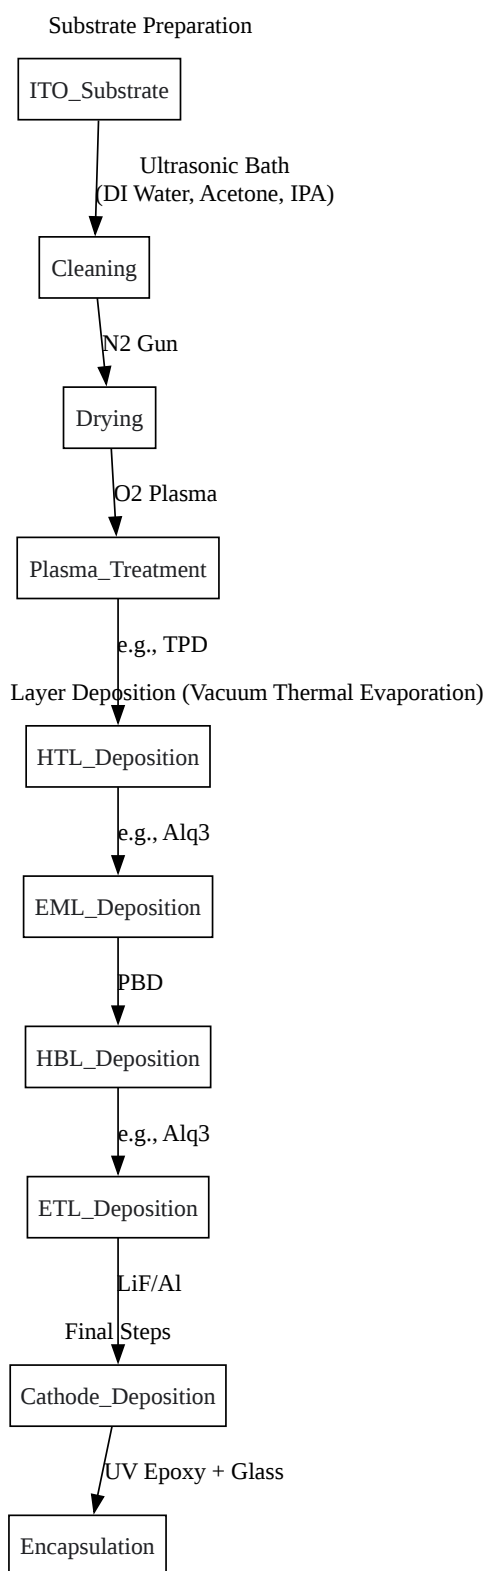 Substrate Preparation
ITO_Substrate
Ultrasonic Bath
(DI Water, Acetone, IPA)
Cleaning
N2 Gun
Drying
O2 Plasma
Plasma_Treatment
e.g., TPD
Layer Deposition (Vacuum Thermal Evaporation)
HTL_Deposition
e.g., Alq3
EML_Deposition
PBD
HBL_Deposition
e.g., Alq3
ETL_Deposition
LiF/Al
Final Steps
Cathode_Deposition
UV Epoxy + Glass
Encapsulation